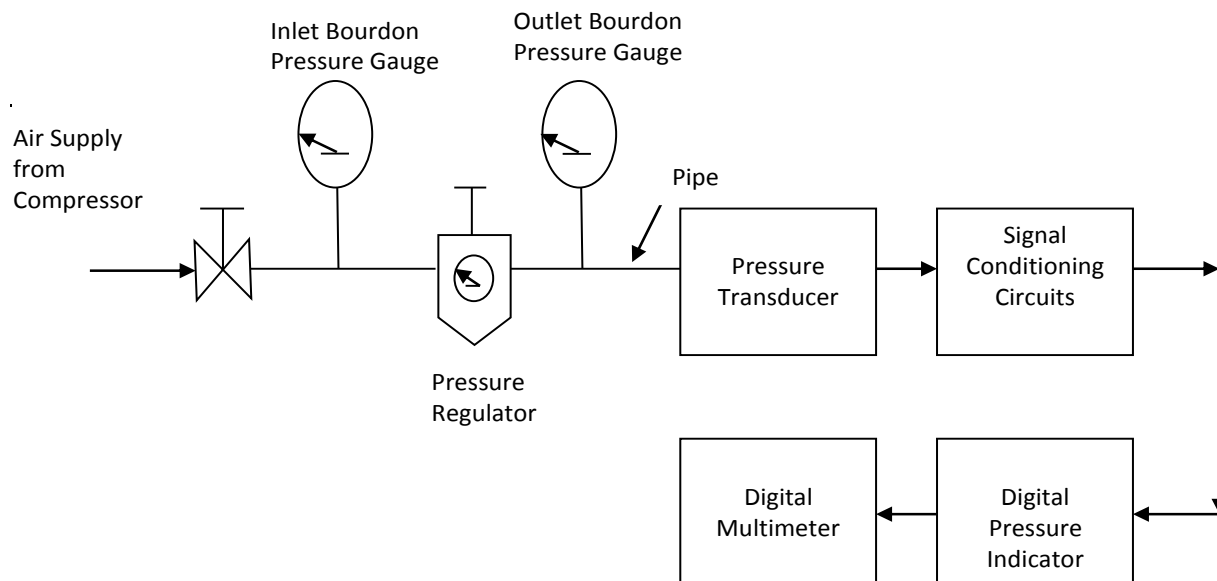 Inlet Bourdon
Pressure Gauge
Outlet Bourdon
Pressure Gauge
.
Air Supply
from
Compressor
Pipe
Pressure
Transducer
Signal
Conditioning
Circuits
Pressure
Regulator
Digital
Multimeter
Digital
Pressure
Indicator